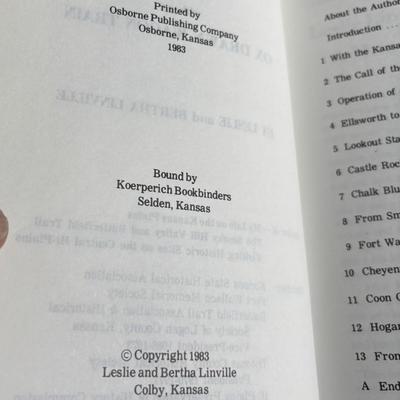 Printed by
Osborne Publishing Company
Osborne, Kansas
1983
Bound by
Koerperich Bookbinders
Selden, Kansas
© Copyright 1983
Leslie and Bertha Linville
Colby, Kansas
About the Author
Introduction ...
1 With the Kansa
2 The Call of the
3 Operation of
4 Ellsworth to
5 Lookout Sta
6 Castle Roc
7 Chalk Blu
8 From Sm
9 Fort Wa
10 Cheyen
11 Coon C
12 Hogan
13 From
A End